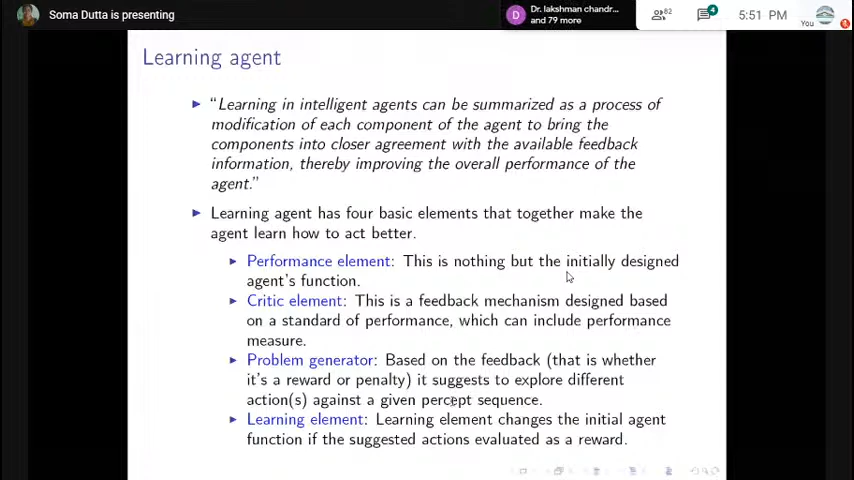 Soma Dutta is presenting
D
Dr. lakshman chandr...
and 79 more
82
4
5:51 PM
You
Learning agent
“Learning in intelligent agents can be summarized as a process of
modification of each component of the agent to bring the
components into closer agreement with the available feedback
information, thereby improving the overall performance of the
agent.”
Learning agent has four basic elements that together make the
agent learn how to act better.
Performance element: This is nothing but the initially designed
agent's function.
Critic element: This is a feedback mechanism designed based
on a standard of performance, which can include performance
measure.
Problem generator: Based on the feedback (that is whether
it's a reward or penalty) it suggests to explore different
action(s) against a given percept sequence.
Learning element: Learning element changes the initial agent
function if the suggested actions evaluated as a reward.